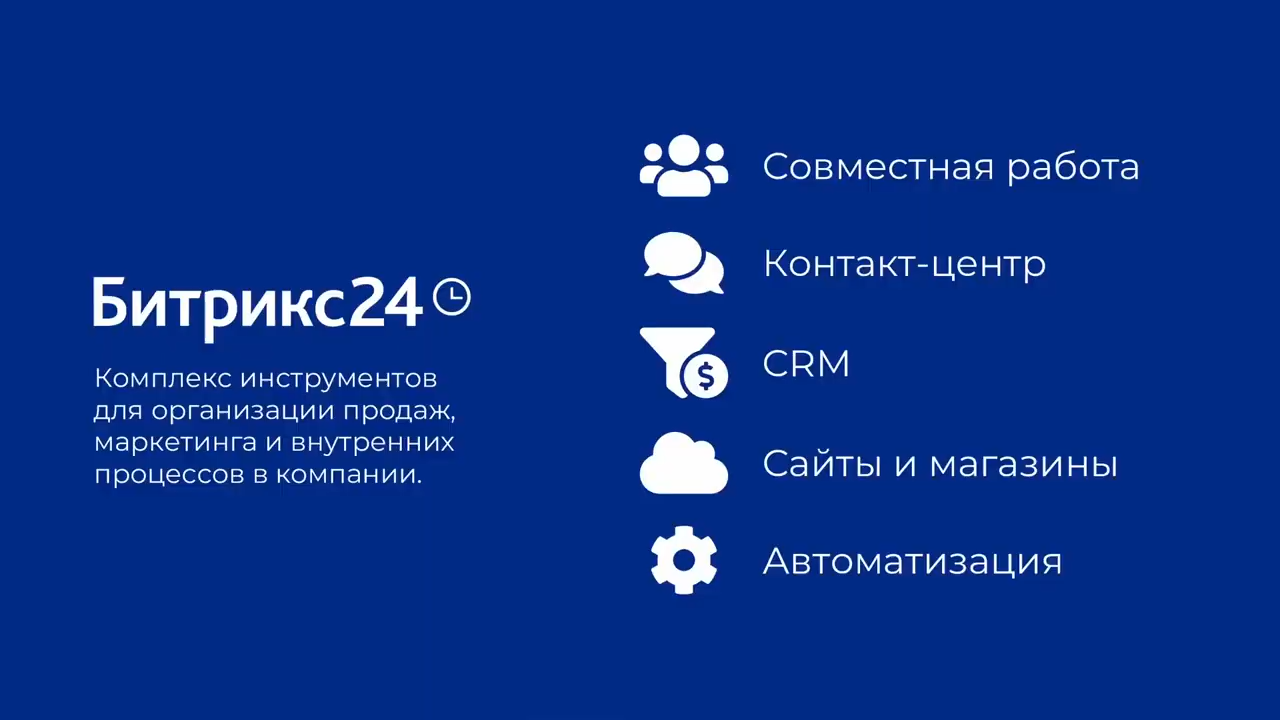 Битрикс24
Комплекс инструментов
для организации продаж,
маркетинга и внутренних
процессов в компании.
Совместная работа
Контакт-центр
$
CRM
Сайты и магазины
Автоматизация